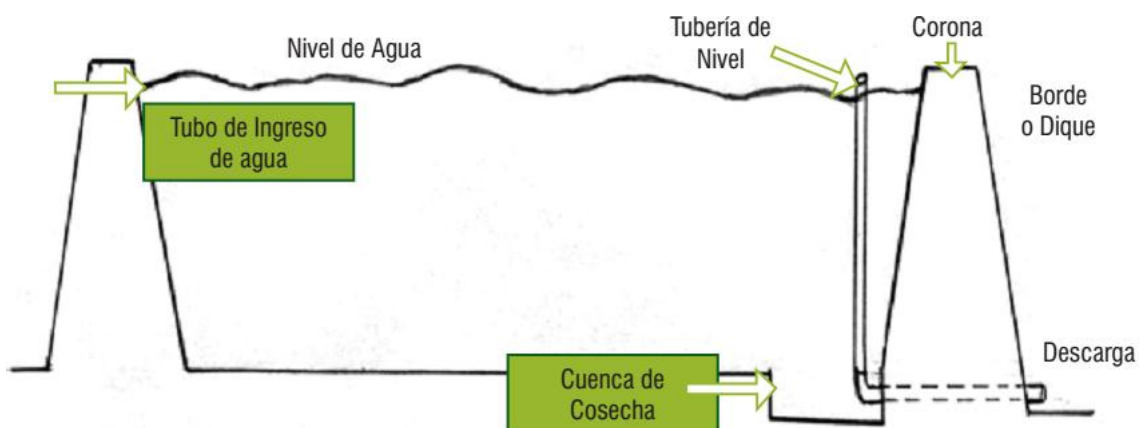 Nivel de Agua
Tubería de
Nivel
Corona
Borde
o Dique
Tubo de Ingreso
de agua
Descarga
Cuenca de
Cosecha